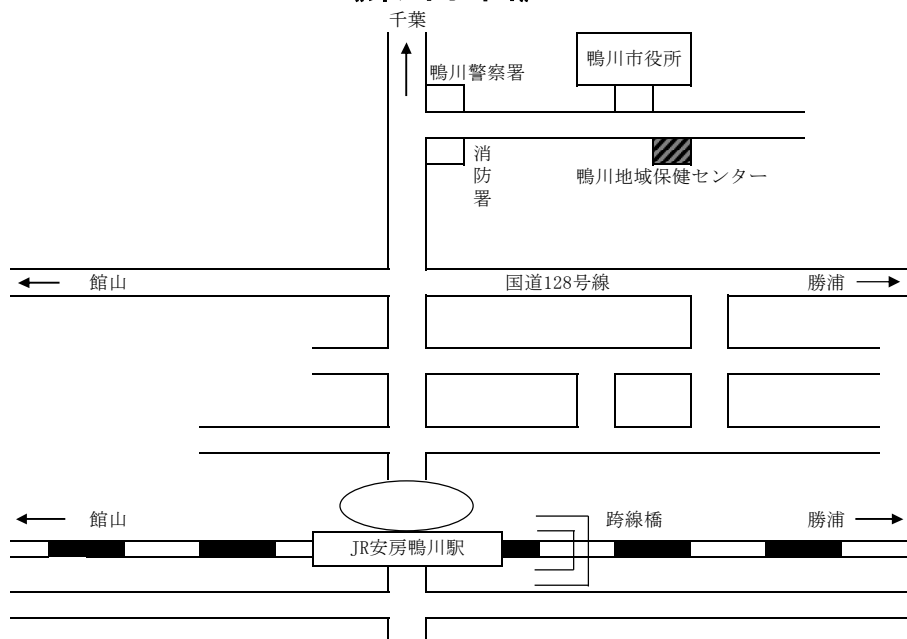 千葉
鴨川警察署
鴨川市役所
消防署
鴨川地域保健センター
館山
国道128号線
勝浦
館山
跨線橋
勝浦
JR安房鴨川駅